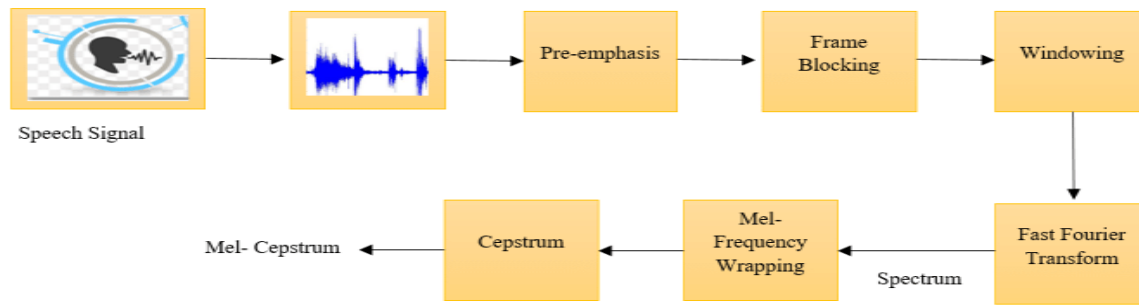 Speech Signal
Pre-emphasis
Frame
Blocking
Windowing
Fast Fourier
Transform
Spectrum
Mel-
Frequency
Wrapping
Cepstrum
Mel- Cepstrum